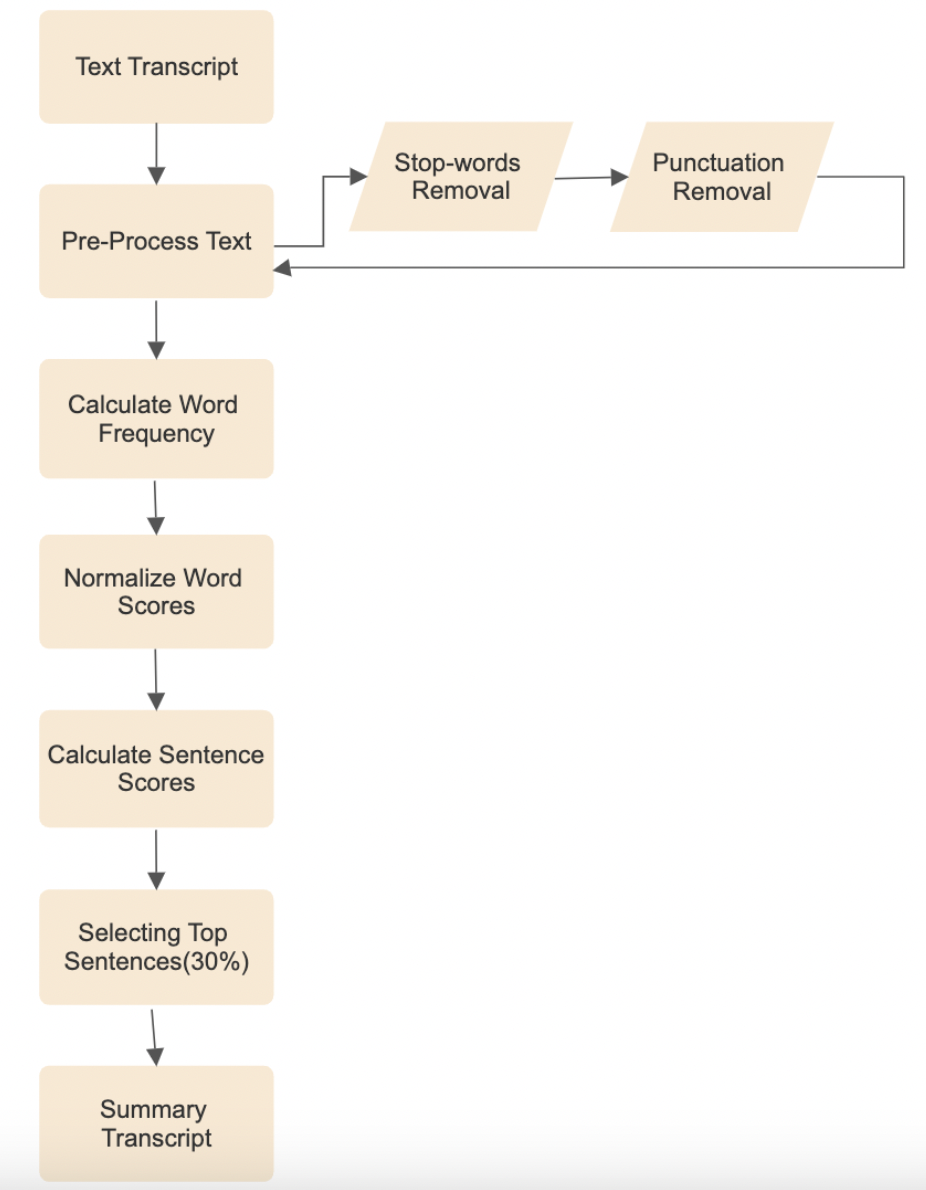 Text Transcript
Stop-words
Removal
Punctuation
Removal
Pre-Process Text
Calculate Word
Frequency
Normalize Word
Scores
Calculate Sentence
Scores
Selecting Top
Sentences(30%)
Summary
Transcript